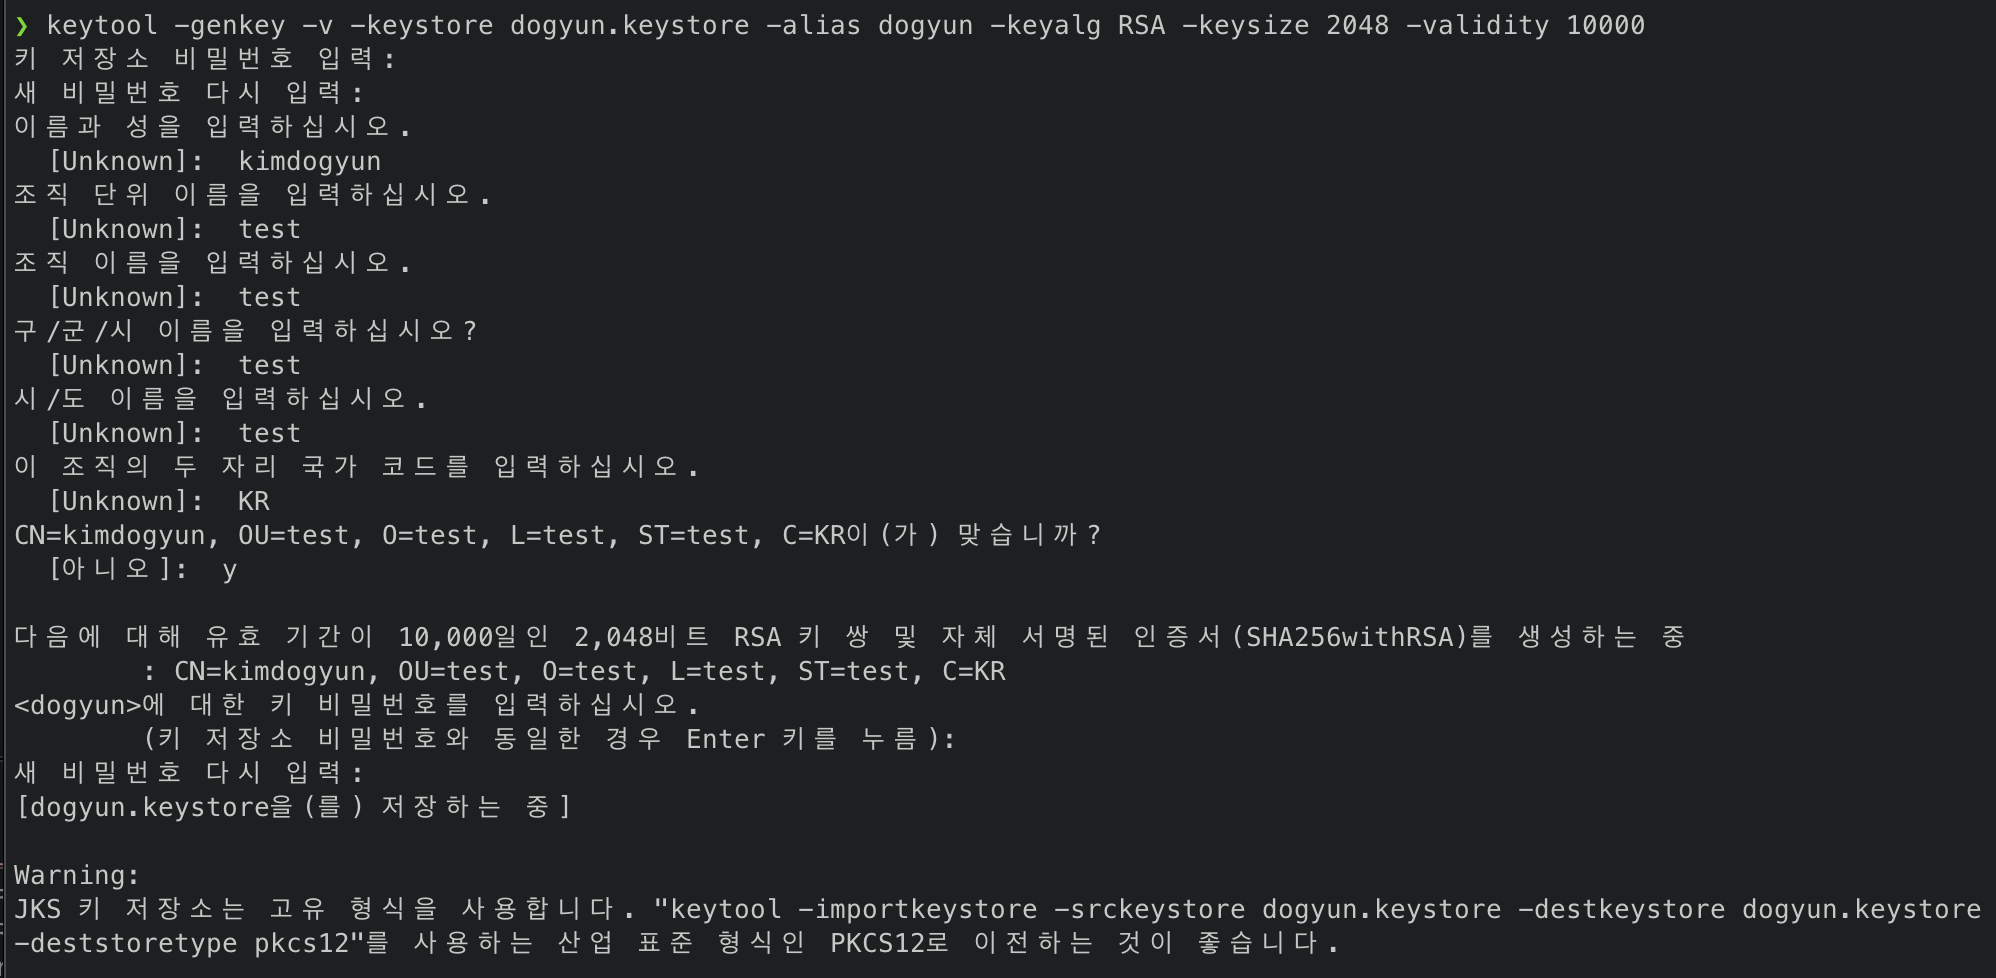 ❯ keytool -genkey -v -keystore dogyun.keystore -alias dogyun -keyalg RSA -keysize 2048 -validity 10000
키 저장소 비밀번호 입력:
새 비밀번호 다시 입력:
이름과 성을 입력하십시오.
  [Unknown]:  kimdogyun
조직 단위 이름을 입력하십시오.
  [Unknown]:  test
조직 이름을 입력하십시오.
  [Unknown]:  test
구/군/시 이름을 입력하십시오?
  [Unknown]:  test
시/도 이름을 입력하십시오.
  [Unknown]:  test
이 조직의 두 자리 국가 코드를 입력하십시오.
  [Unknown]:  KR
CN=kimdogyun, OU=test, O=test, L=test, ST=test, C=KR이(가) 맞습니까?
  [아니오]:  y
다음에 대해 유효 기간이 10,000일인 2,048비트 RSA 키 쌍 및 자체 서명된 인증서(SHA256withRSA)를 생성하는 중
        : CN=kimdogyun, OU=test, O=test, L=test, ST=test, C=KR
<dogyun>에 대한 키 비밀번호를 입력하십시오.
        (키 저장소 비밀번호와 동일한 경우 Enter 키를 누름):
새 비밀번호 다시 입력:
[dogyun.keystore을(를) 저장하는 중]
Warning:
JKS 키 저장소는 고유 형식을 사용합니다. "keytool -importkeystore -srckeystore dogyun.keystore -destkeystore dogyun.keystore
-deststoretype pkcs12"를 사용하는 산업 표준 형식인 PKCS12로 이전하는 것이 좋습니다.